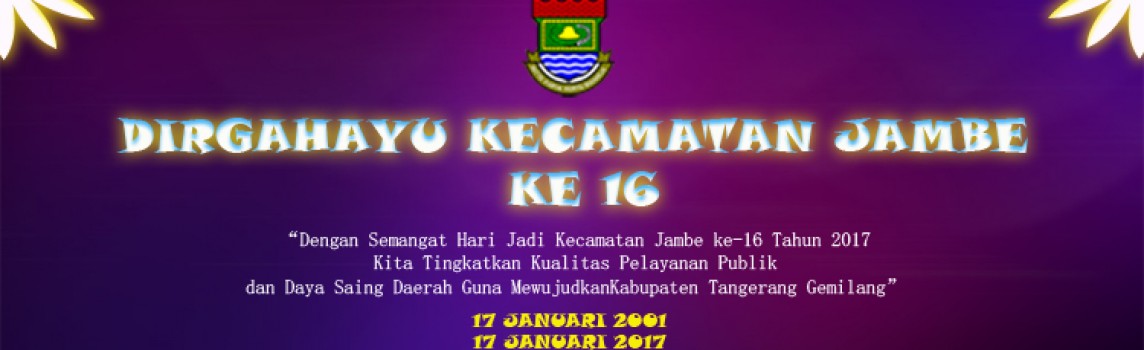 DIRGAHAYU KECAMATAN JAMBE
KE 16
“Dengan Semangat Hari Jadi Kecamatan Jambe ke-16 Tahun 2017
Kita Tingkatkan Kualitas Pelayanan Publik
dan Daya Saing Daerah Guna MewujudkanKabupaten Tangerang Gemilang”
17 JANUARI 2001
17 JANUARI 2017